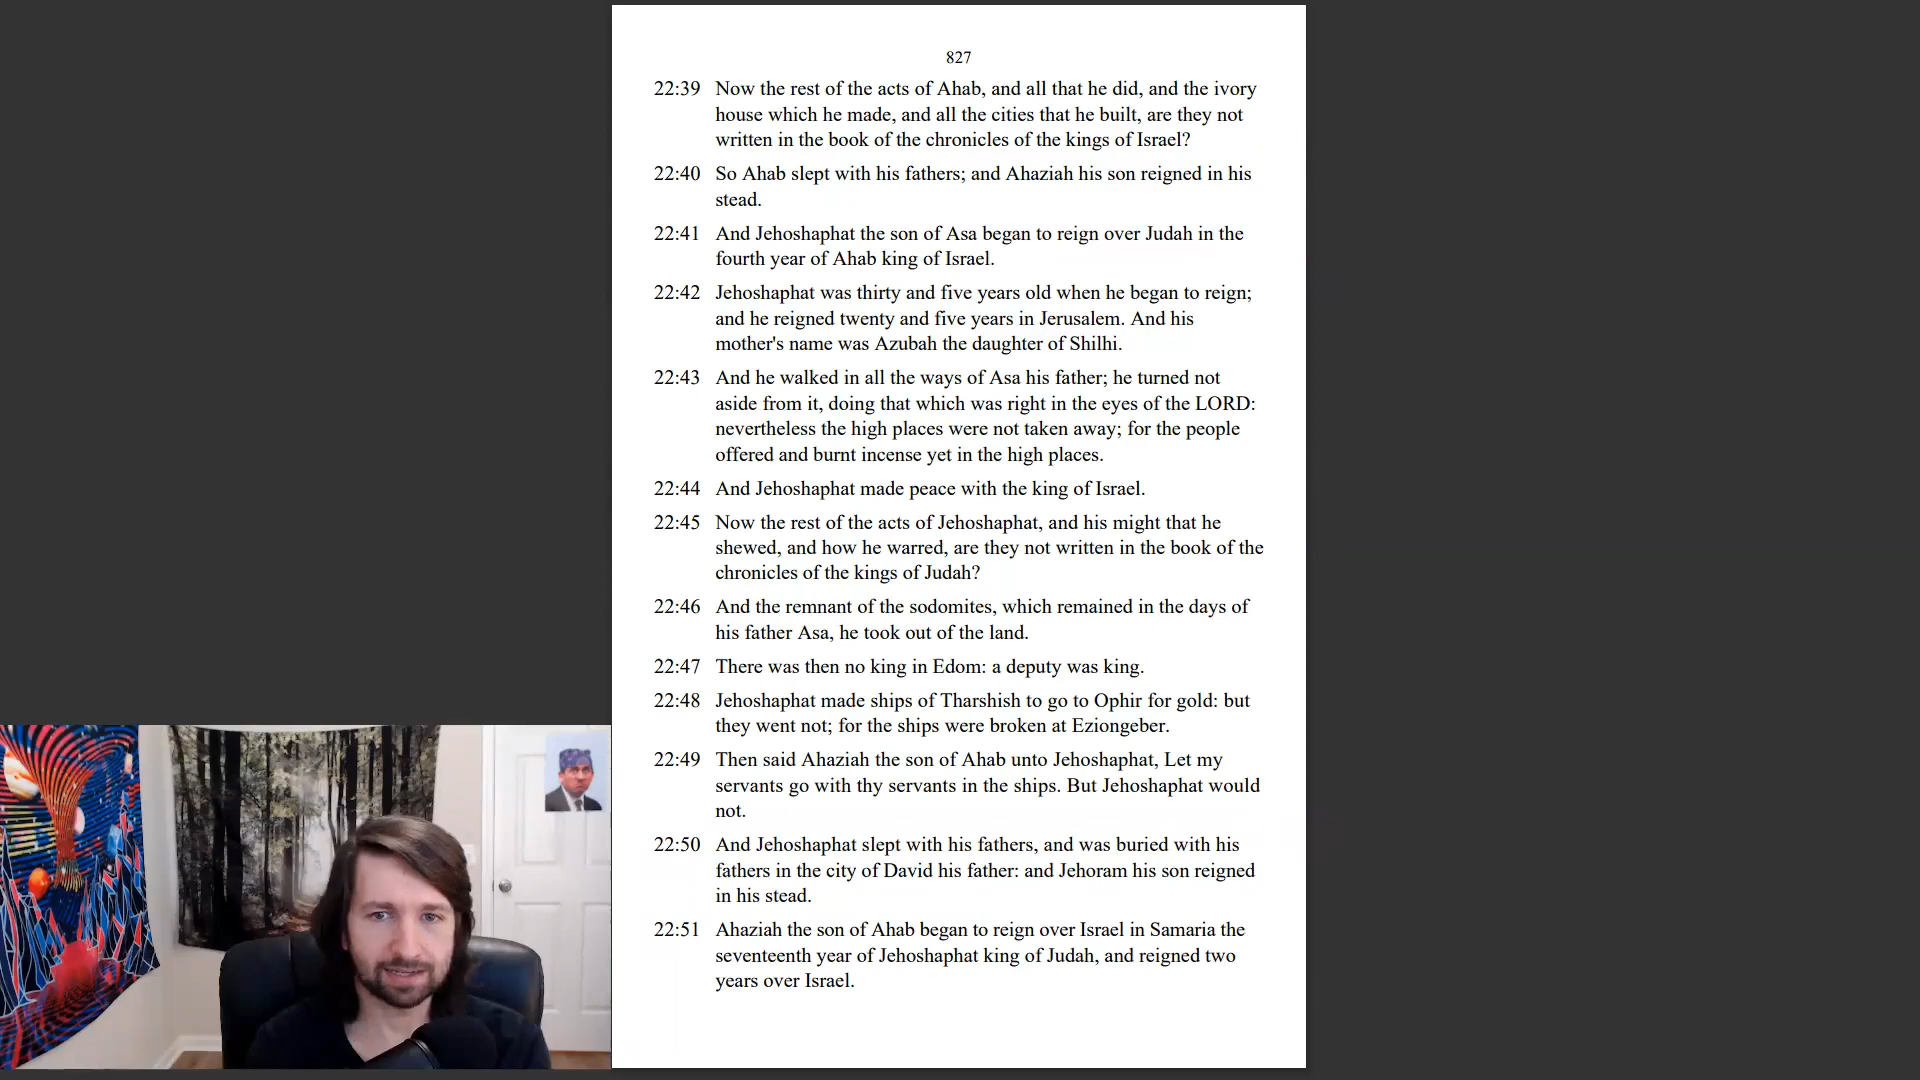 827
22:39 Now the rest of the acts of Ahab, and all that he did, and the ivory
house which he made, and all the cities that he built, are they not
written in the book of the chronicles of the kings of Israel?
22:40 So Ahab slept with his fathers; and Ahaziah his son reigned in his
stead.
22:41 And Jehoshaphat the son of Asa began to reign over Judah in the
fourth year of Ahab king of Israel.
22:42 Jehoshaphat was thirty and five years old when he began to reign;
and he reigned twenty and five years in Jerusalem. And his
mother's name was Azubah the daughter of Shilhi.
22:43 And he walked in all the ways of Asa his father; he turned not
aside from it, doing that which was right in the eyes of the LORD:
nevertheless the high places were not taken away; for the people
offered and burnt incense yet in the high places.
22:44 And Jehoshaphat made peace with the king of Israel.
22:45 Now the rest of the acts of Jehoshaphat, and his might that he
shewed, and how he warred, are they not written in the book of the
chronicles of the kings of Judah?
22:46 And the remnant of the sodomites, which remained in the days of
his father Asa, he took out of the land.
22:47 There was then no king in Edom: a deputy was king.
22:48 Jehoshaphat made ships of Tharshish to go to Ophir for gold: but
they went not; for the ships were broken at Eziongeber.
22:49 Then said Ahaziah the son of Ahab unto Jehoshaphat, Let my
servants go with thy servants in the ships. But Jehoshaphat would
not.
22:50 And Jehoshaphat slept with his fathers, and was buried with his
fathers in the city of David his father: and Jehoram his son reigned
in his stead.
22:51 Ahaziah the son of Ahab began to reign over Israel in Samaria the
seventeenth year of Jehoshaphat king of Judah, and reigned two
years over Israel.